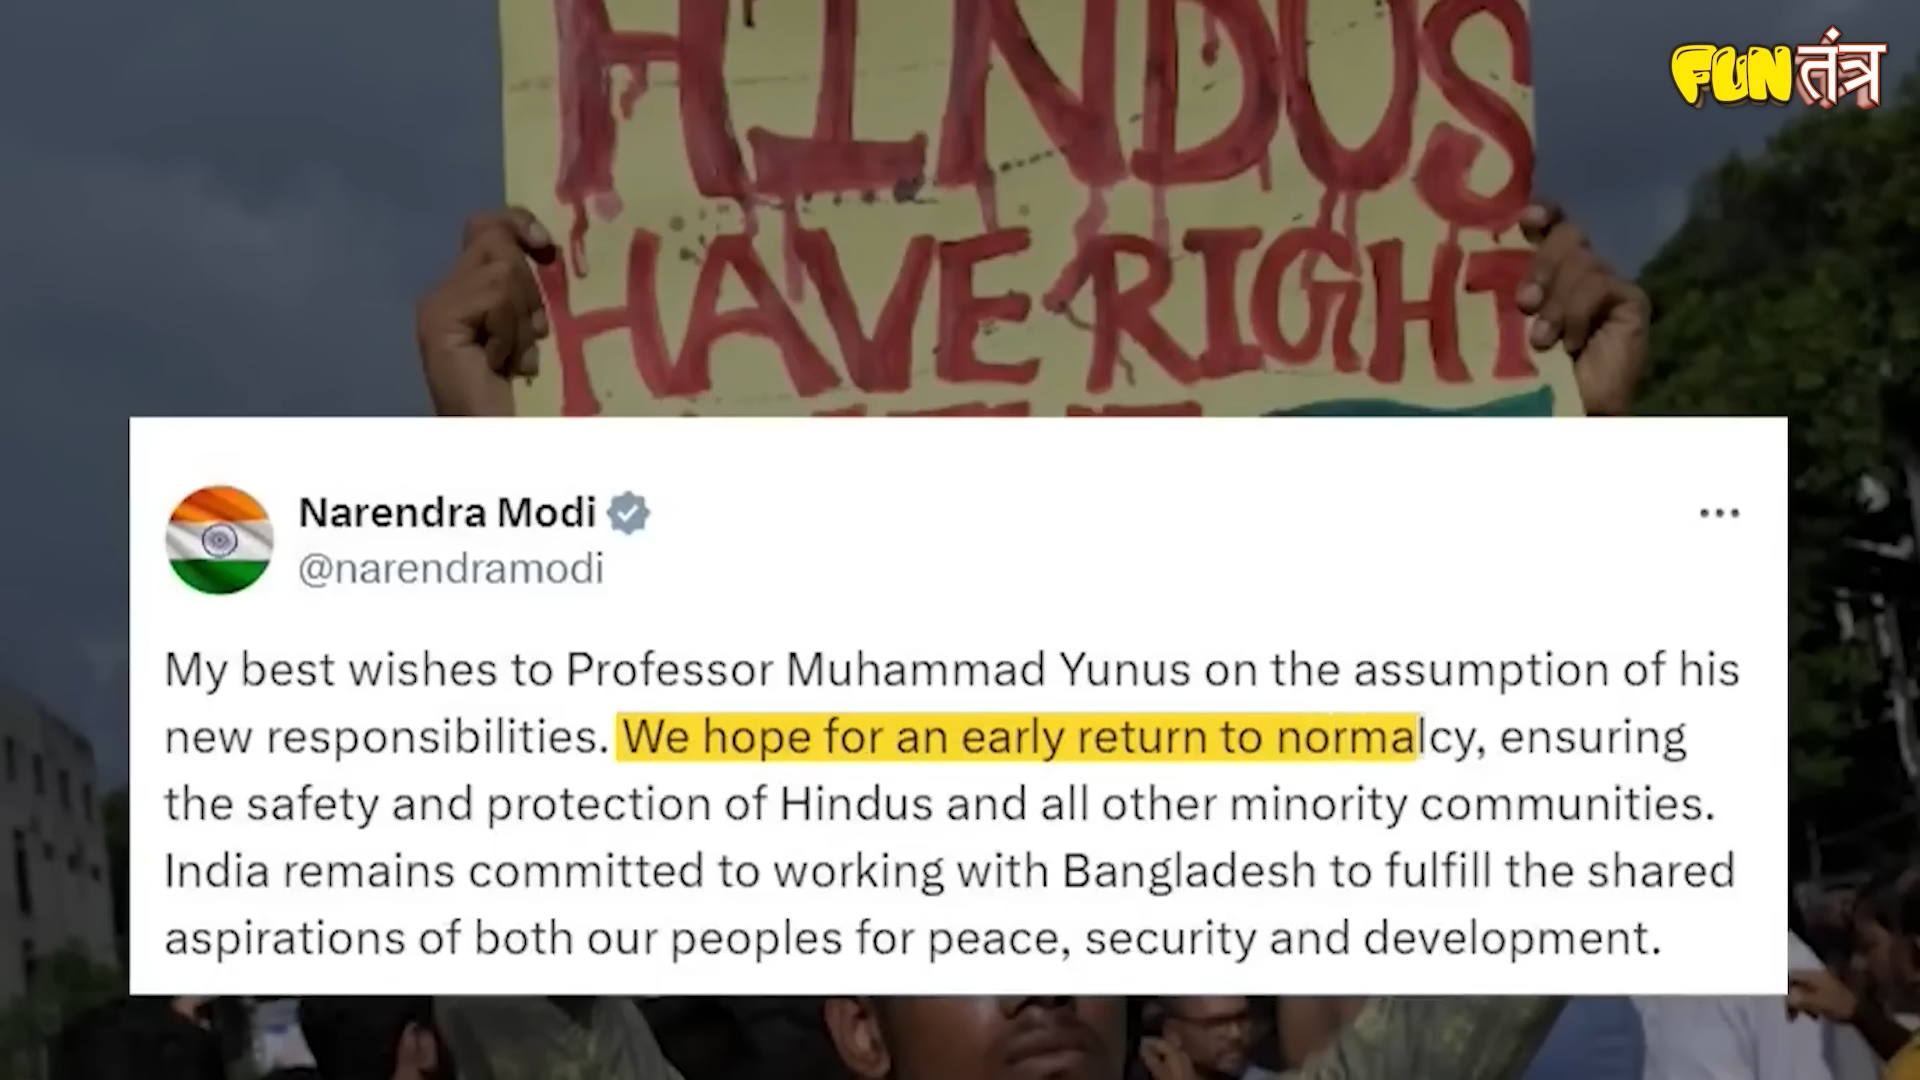 HINDUS
HAVE RIGHT
FUNतंत्र
Narendra Modi
@narendramodi
My best wishes to Professor Muhammad Yunus on the assumption of his
new responsibilities. We hope for an early return to normalcy, ensuring
the safety and protection of Hindus and all other minority communities.
India remains committed to working with Bangladesh to fulfill the shared
aspirations of both our peoples for peace, security and development.